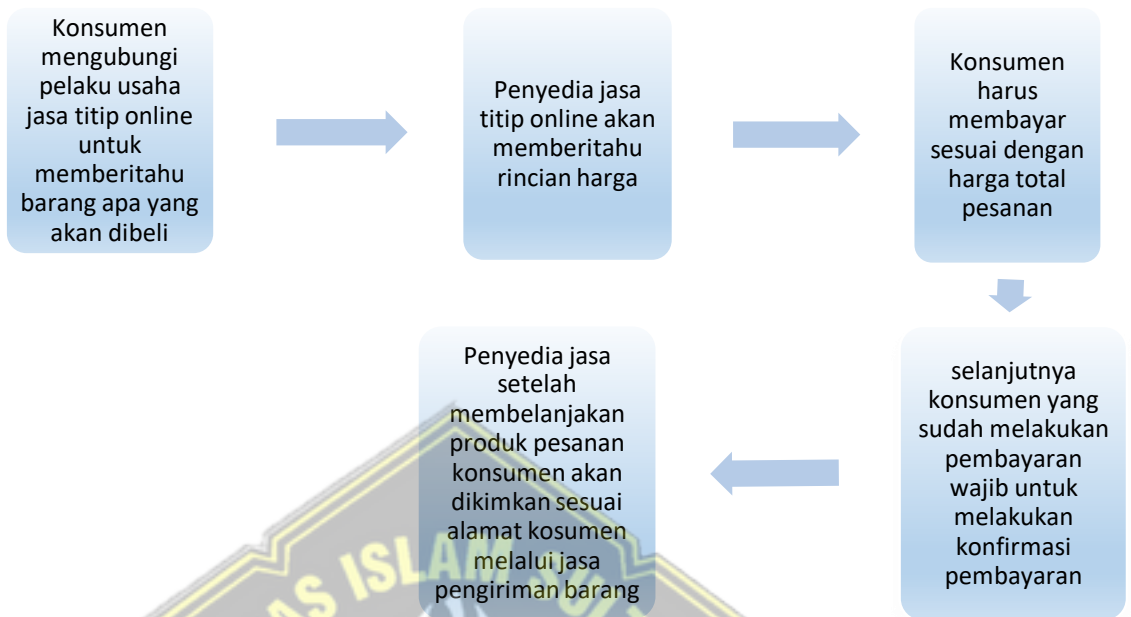 Konsumen
mengubungi
pelaku usaha
jasa titip online
untuk
memberitahu
barang apa yang
akan dibeli
Penyedia jasa
titip online akan
memberitahu
rincian harga
Konsumen
harus
membayar
sesuai dengan
harga total
pesanan
selanjutnya
konsumen yang
sudah melakukan
pembayaran
wajib untuk
melakukan
konfirmasi
pembayaran
Penyedia jasa
setelah
membelanjakan
produk pesanan
konsumen akan
dikimkan sesuai
alamat kosumen
melalui jasa
pengiriman barang
ISLAM